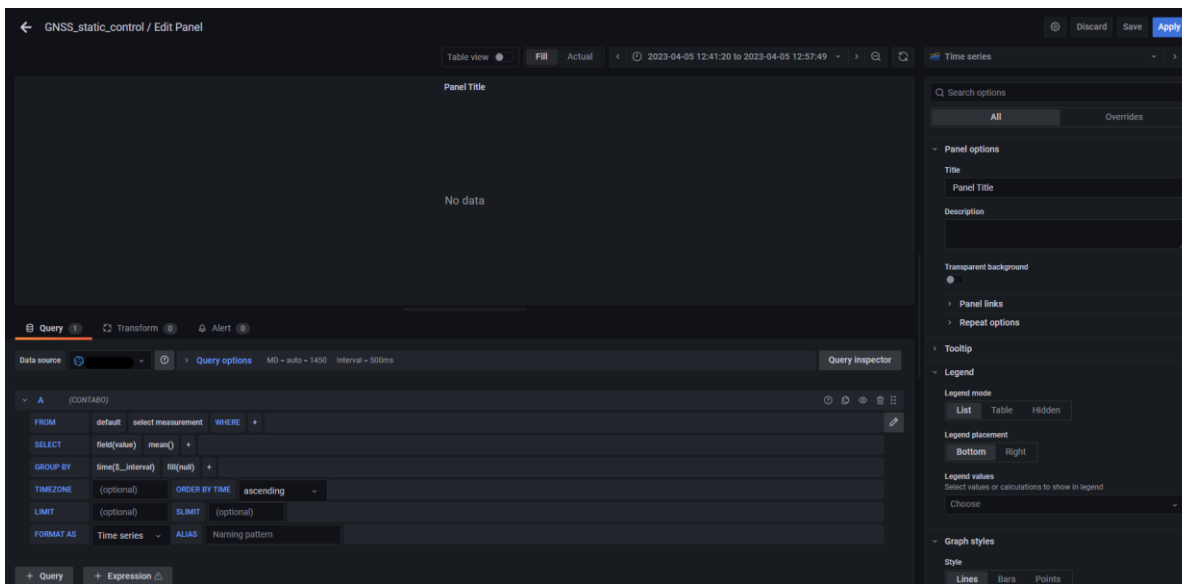 GNSS_static_control / Edit Panel
Discard Save Apply
Table view Fill Actual 2023-04-05 12:41:20 to 2023-04-05 12:57:49
Time series
Panel Title
No data
Search options
All Overrides
Panel options
Title
Panel Title
Description
Transparent background
Panel links
Repeat options
Tooltip
Legend
Legend mode
List Table Hidden
Legend placement
Bottom Right
Legend values
Select values or calculations to show in legend
Choose
Graph styles
Style
Lines Bars Points
Query 1 Transform 0 Alert 0
Data source Query options MD = auto = 1450 Interval = 500ms Query inspector
A (CONTABO)
FROM default select measurement WHERE +
SELECT field(value) mean() +
GROUP BY time($__interval) fill(null) +
TIMEZONE (optional) ORDER BY TIME ascending
LIMIT (optional) SLIMIT (optional)
FORMAT AS Time series ALIAS Naming pattern
+ Query + Expression